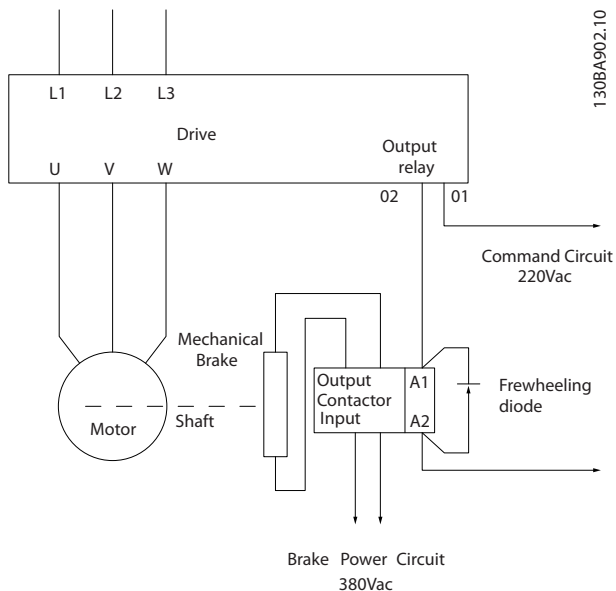 130BA902.10
L1 L2 L3
Drive
Output
relay
U V W
02 01
Command Circuit
220Vac
Mechanical
Brake
Output
Contactor
Input
A1
A2
Frewheeling
diode
Shaft
Motor
Brake Power Circuit
380Vac